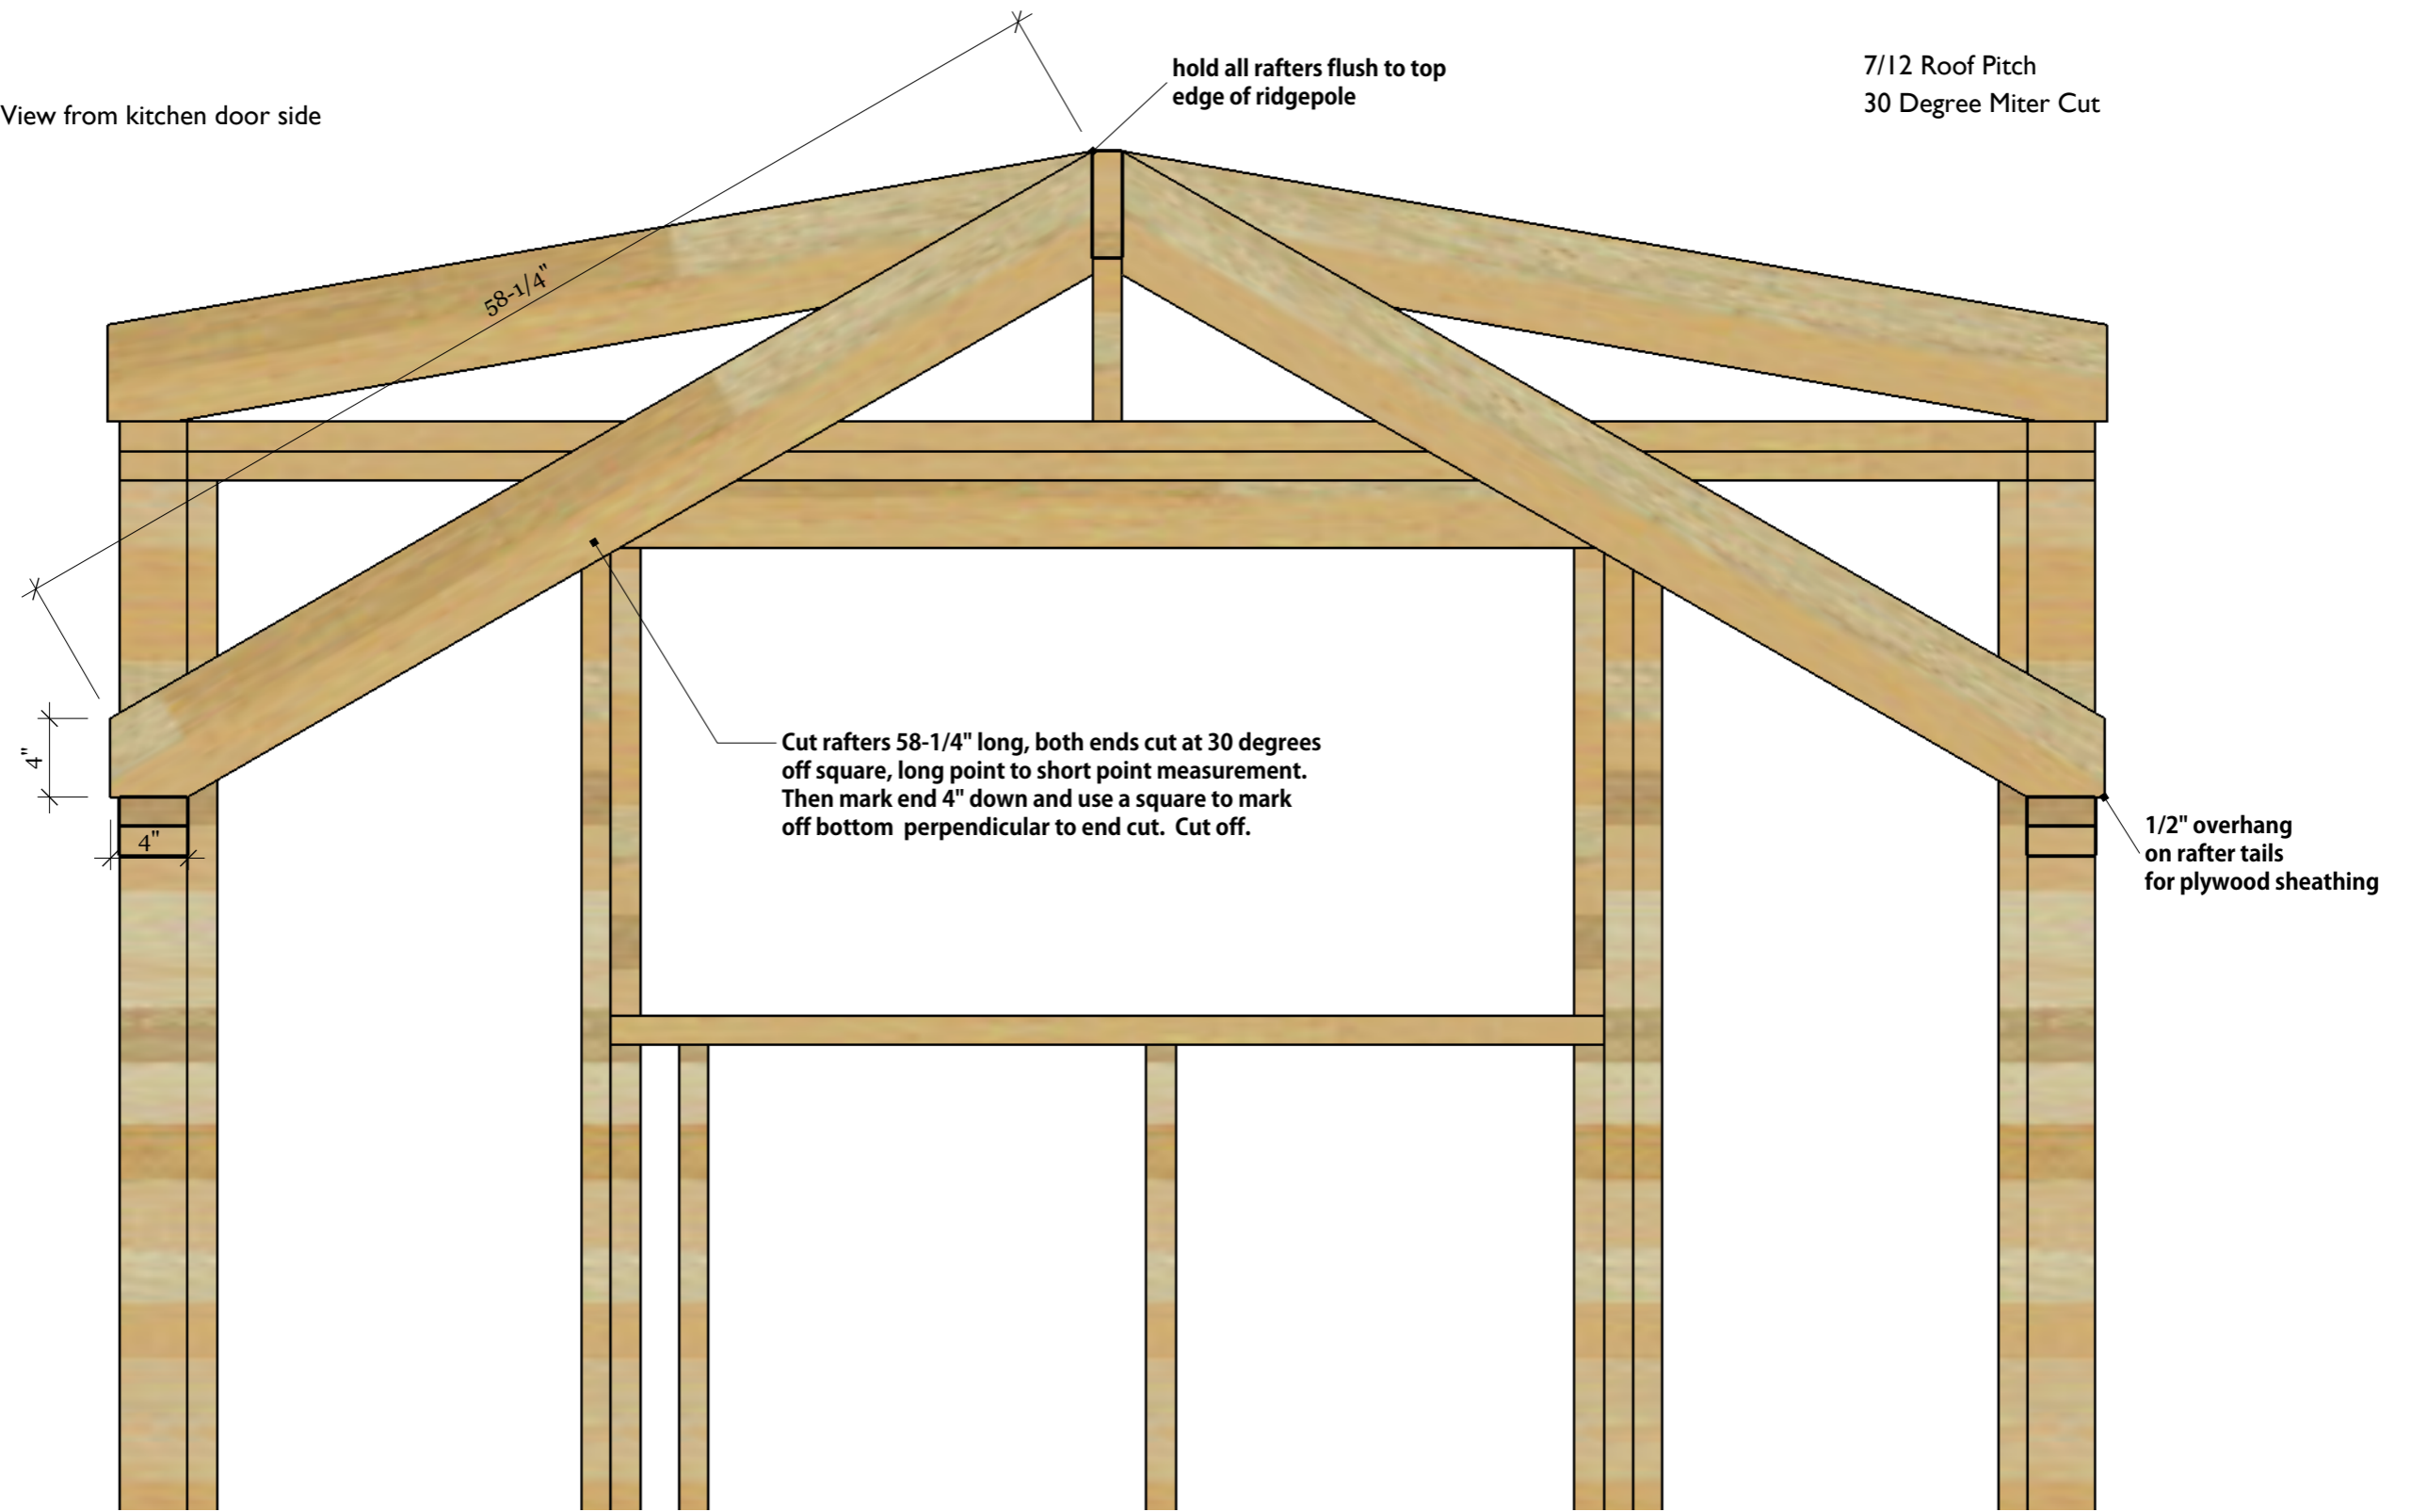 View from kitchen door side
hold all rafters flush to top
edge of ridgepole
7/12 Roof Pitch
30 Degree Miter Cut
58-1/4"
4"
4"
Cut rafters 58-1/4" long, both ends cut at 30 degrees
off square, long point to short point measurement.
Then mark end 4" down and use a square to mark
off bottom  perpendicular to end cut.  Cut off.
1/2" overhang
on rafter tails
for plywood sheathing